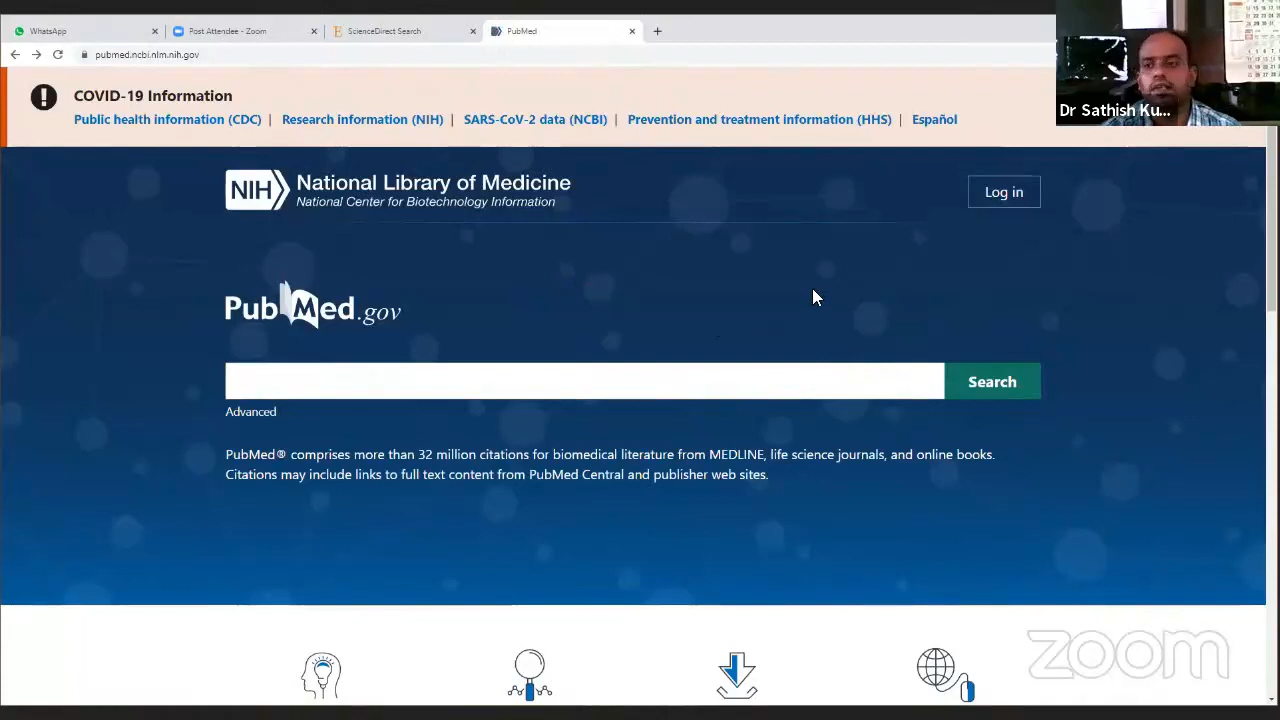 WhatsApp
Post Attendee - Zoom
ScienceDirect Search
PubMed
pubmed.ncbi.nlm.nih.gov
Dr Sathish Ku...
COVID-19 Information
Public health information (CDC) | Research information (NIH) | SARS-CoV-2 data (NCBI) | Prevention and treatment information (HHS) | Español
NIH National Library of Medicine
National Center for Biotechnology Information
Log in
PubMed.gov
Search
Advanced
PubMed® comprises more than 32 million citations for biomedical literature from MEDLINE, life science journals, and online books.
Citations may include links to full text content from PubMed Central and publisher web sites.
zoom